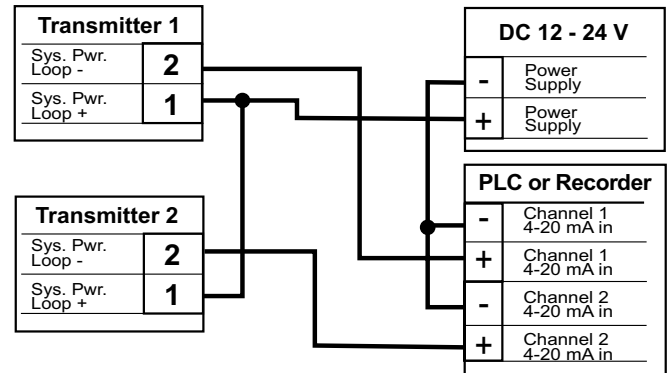 Transmitter 1
Sys. Pwr.
Loop -
2
Sys. Pwr.
Loop +
1
Transmitter 2
Sys. Pwr.
Loop -
2
Sys. Pwr.
Loop +
1
DC 12 - 24 V
-
Power
Supply
+
Power
Supply
PLC or Recorder
-
Channel 1
4-20 mA in
+
Channel 1
4-20 mA in
-
Channel 2
4-20 mA in
+
Channel 2
4-20 mA in